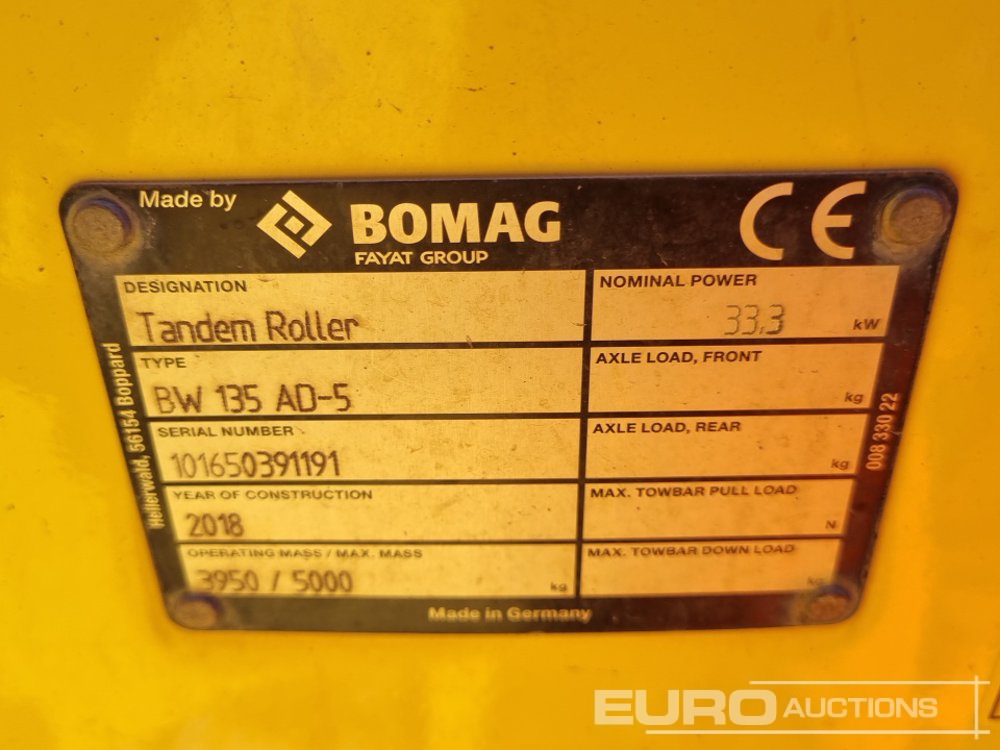 Made by
BOMAG
FAYAT GROUP
CE
DESIGNATION
Tandem Roller
NOMINAL POWER
33,3 kW
TYPE
BW 135 AD-5
AXLE LOAD, FRONT
kg
SERIAL NUMBER
101650391191
AXLE LOAD, REAR
kg
YEAR OF CONSTRUCTION
2018
MAX. TOWBAR PULL LOAD
N
OPERATING MASS / MAX. MASS
3950 / 5000 kg
MAX. TOWBAR DOWN LOAD
kg
Made in Germany
Hellerwald, 56154 Boppard
008 330 22
EURO AUCTIONS